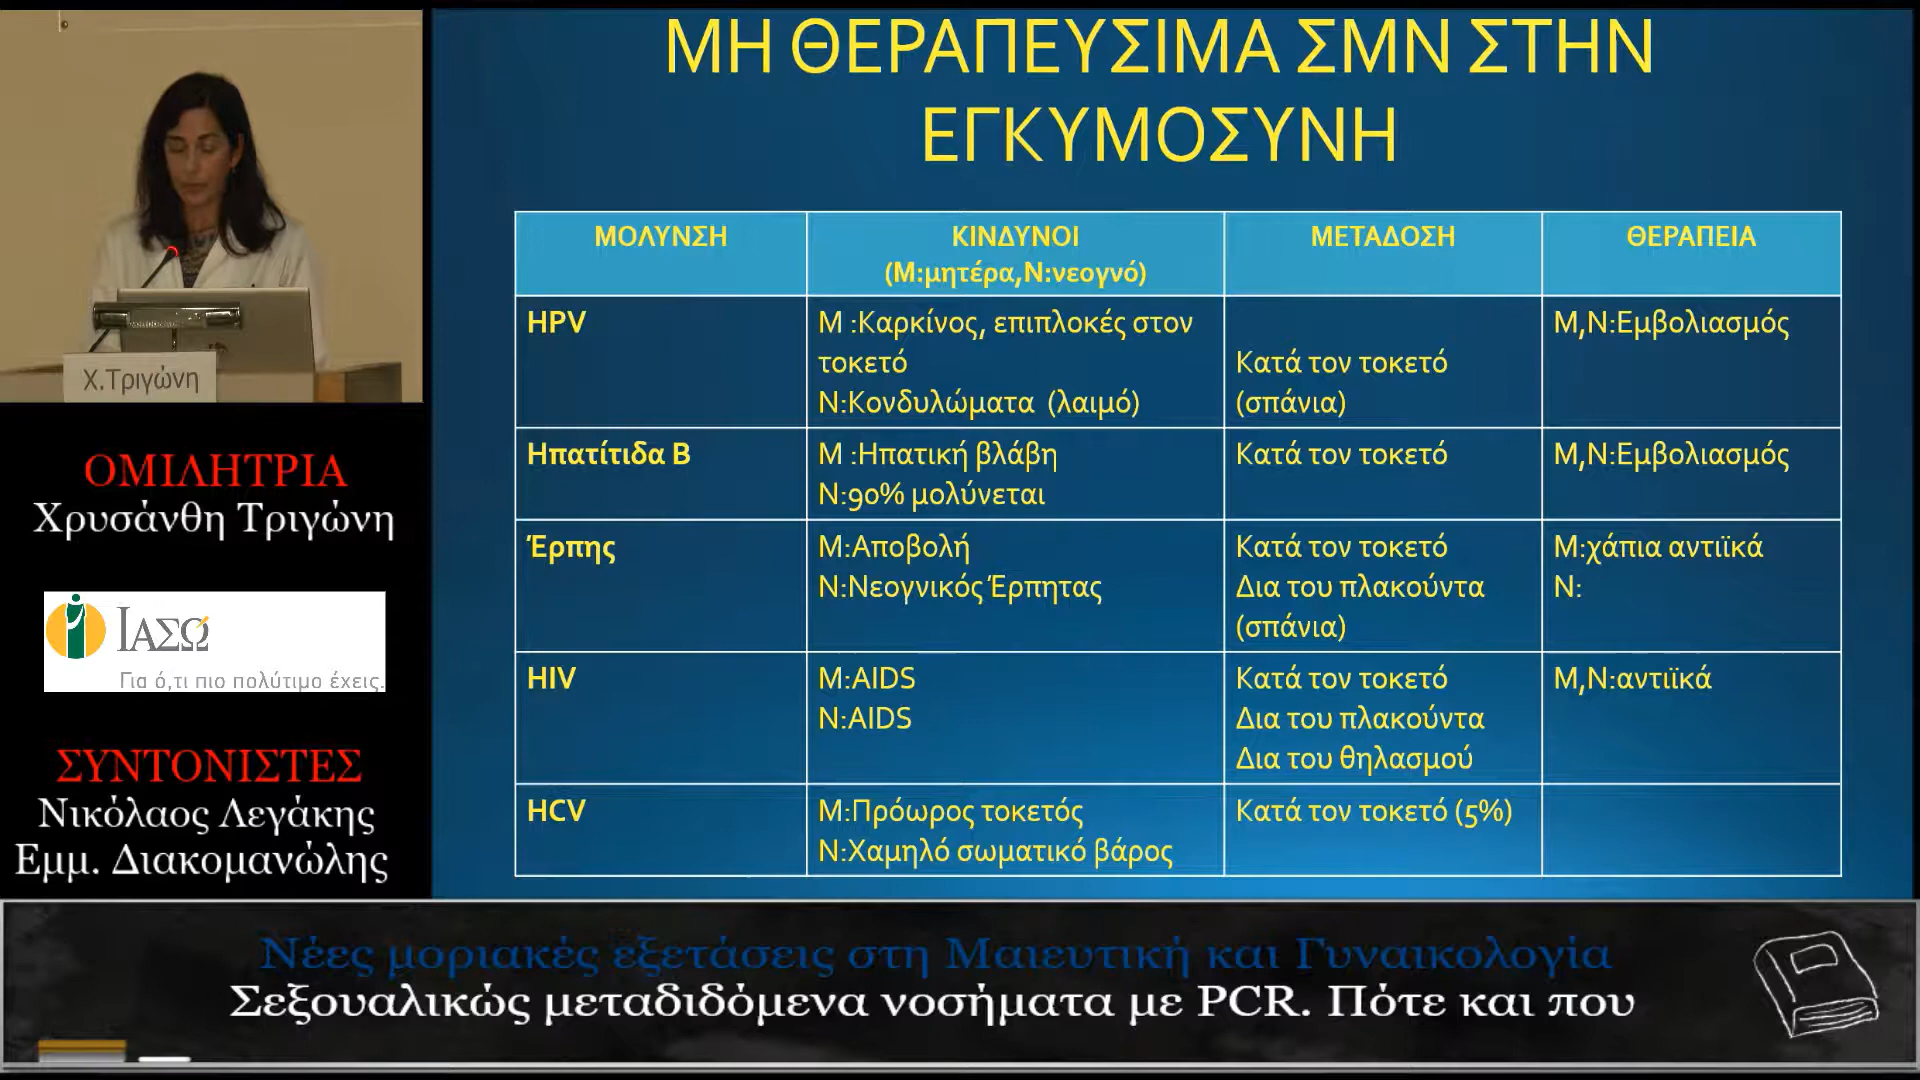 ΜΗ ΘΕΡΑΠΕΥΣΙΜΑ ΣΜΝ ΣΤΗΝ
ΕΓΚΥΜΟΣΥΝΗ
ΜΟΛΥΝΣΗ
ΚΙΝΔΥΝΟΙ
(Μ:μητέρα,Ν:νεογνό)
ΜΕΤΑΔΟΣΗ
ΘΕΡΑΠΕΙΑ
HPV
Μ :Καρκίνος, επιπλοκές στον
τοκετό
Ν:Κονδυλώματα (λαιμό)
Κατά τον τοκετό
(σπάνια)
Μ,Ν:Εμβολιασμός
Ηπατίτιδα Β
Μ :Ηπατική βλάβη
Ν:90% μολύνεται
Κατά τον τοκετό
Μ,Ν:Εμβολιασμός
Έρπης
Μ:Αποβολή
Ν:Νεογνικός Έρπητας
Κατά τον τοκετό
Δια του πλακούντα
(σπάνια)
Μ:χάπια αντιϊκά
Ν:
HIV
Μ:AIDS
Ν:AIDS
Κατά τον τοκετό
Δια του πλακούντα
Δια του θηλασμού
Μ,Ν:αντιϊκά
HCV
Μ:Πρόωρος τοκετός
Ν:Χαμηλό σωματικό βάρος
Κατά τον τοκετό (5%)
Χ.Τριγώνη
ΟΜΙΛΗΤΡΙΑ
Χρυσάνθη Τριγώνη
ΙΑΣΩ
Για ό,τι πιο πολύτιμο έχεις.
ΣΥΝΤΟΝΙΣΤΕΣ
Νικόλαος Λεγάκης
Εμμ. Διακομανώλης
Νέες μοριακές εξετάσεις στη Μαιευτική και Γυναικολογία
Σεξουαλικώς μεταδιδόμενα νοσήματα με PCR. Πότε και που